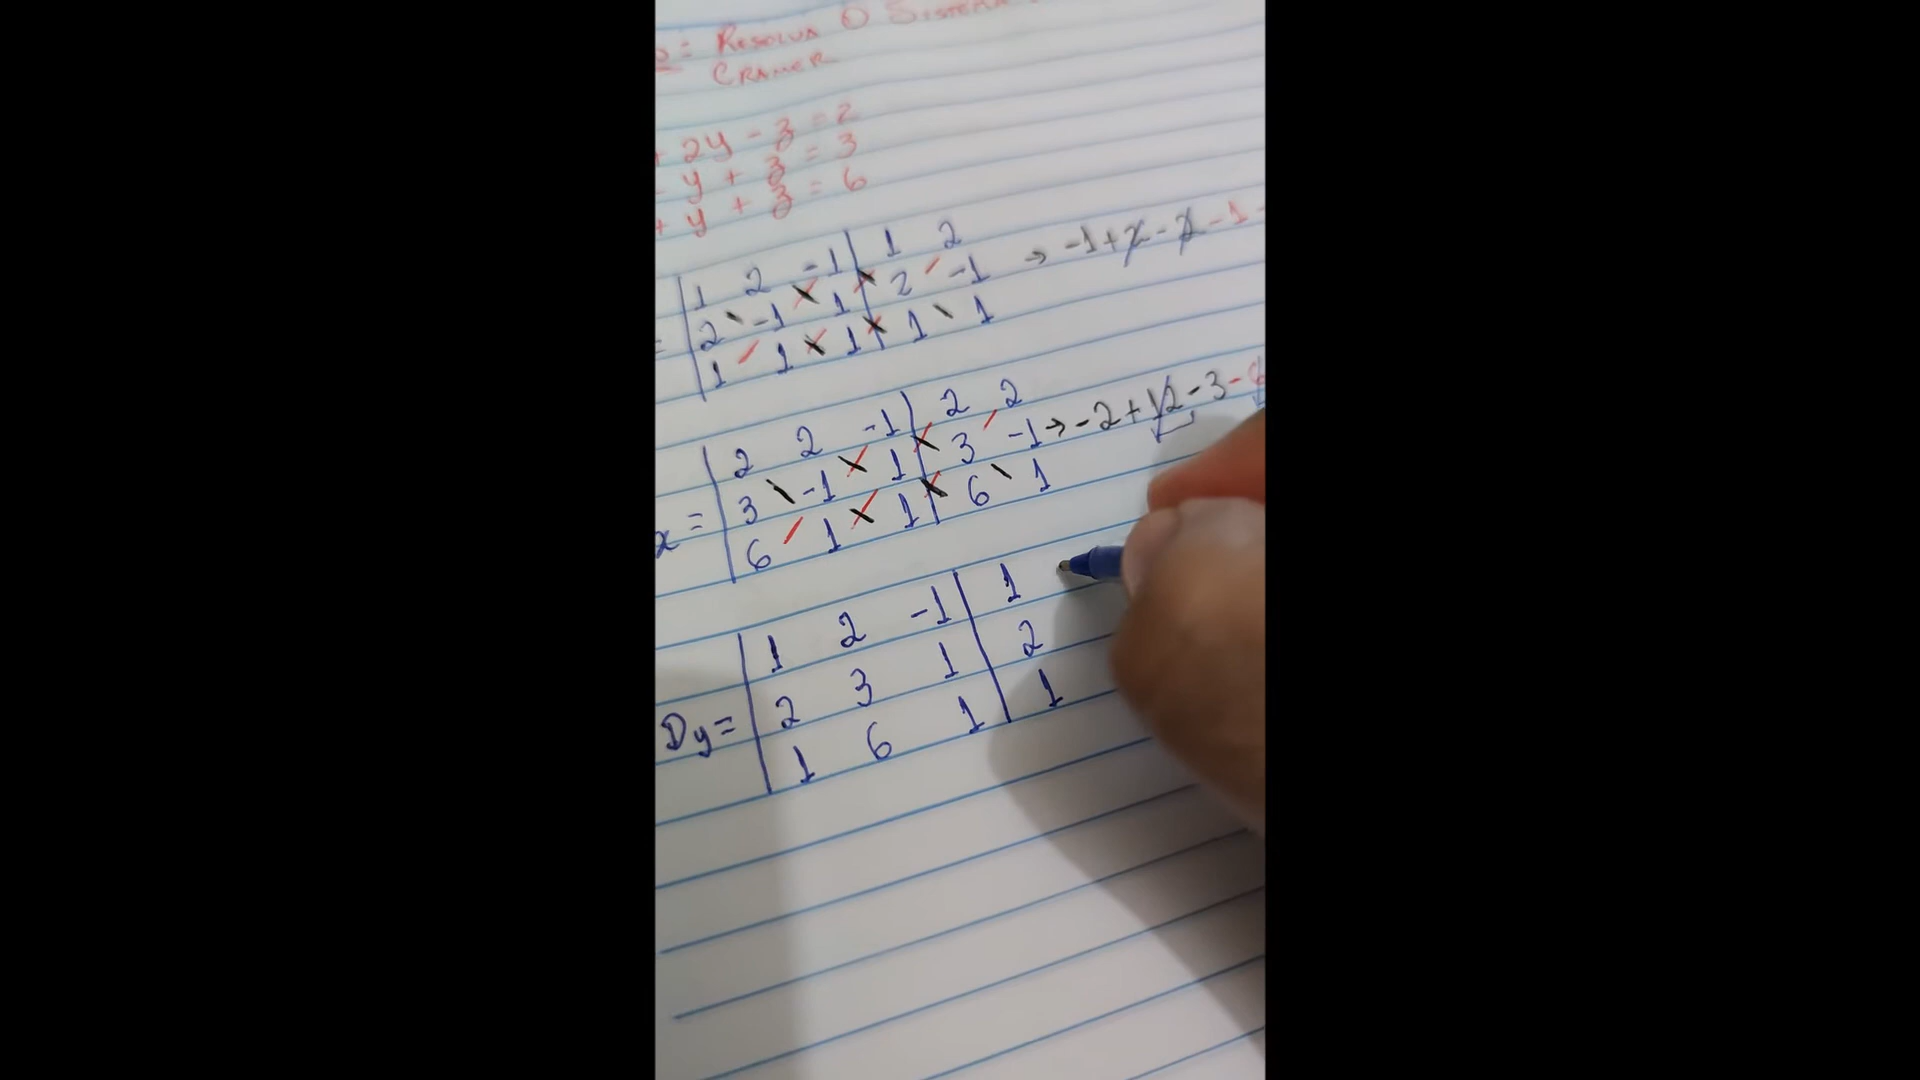 = RESOLVA O SISTEMA
CRAMER
+ 2y - z = 2
- y + z = 3
+ y + z = 6
1 2 -1 | 1 2 → -1 + 2 - 2 - 1
= 2 -1 1 | 2 -1
1 1 1 | 1 1
2 2 -1 | 2 2
x = 3 -1 1 | 3 -1 → -2 + 12 - 3 -
6 1 1 | 6 1
1 2 -1 | 1
Dy = 2 3 1 | 2
1 6 1 | 1